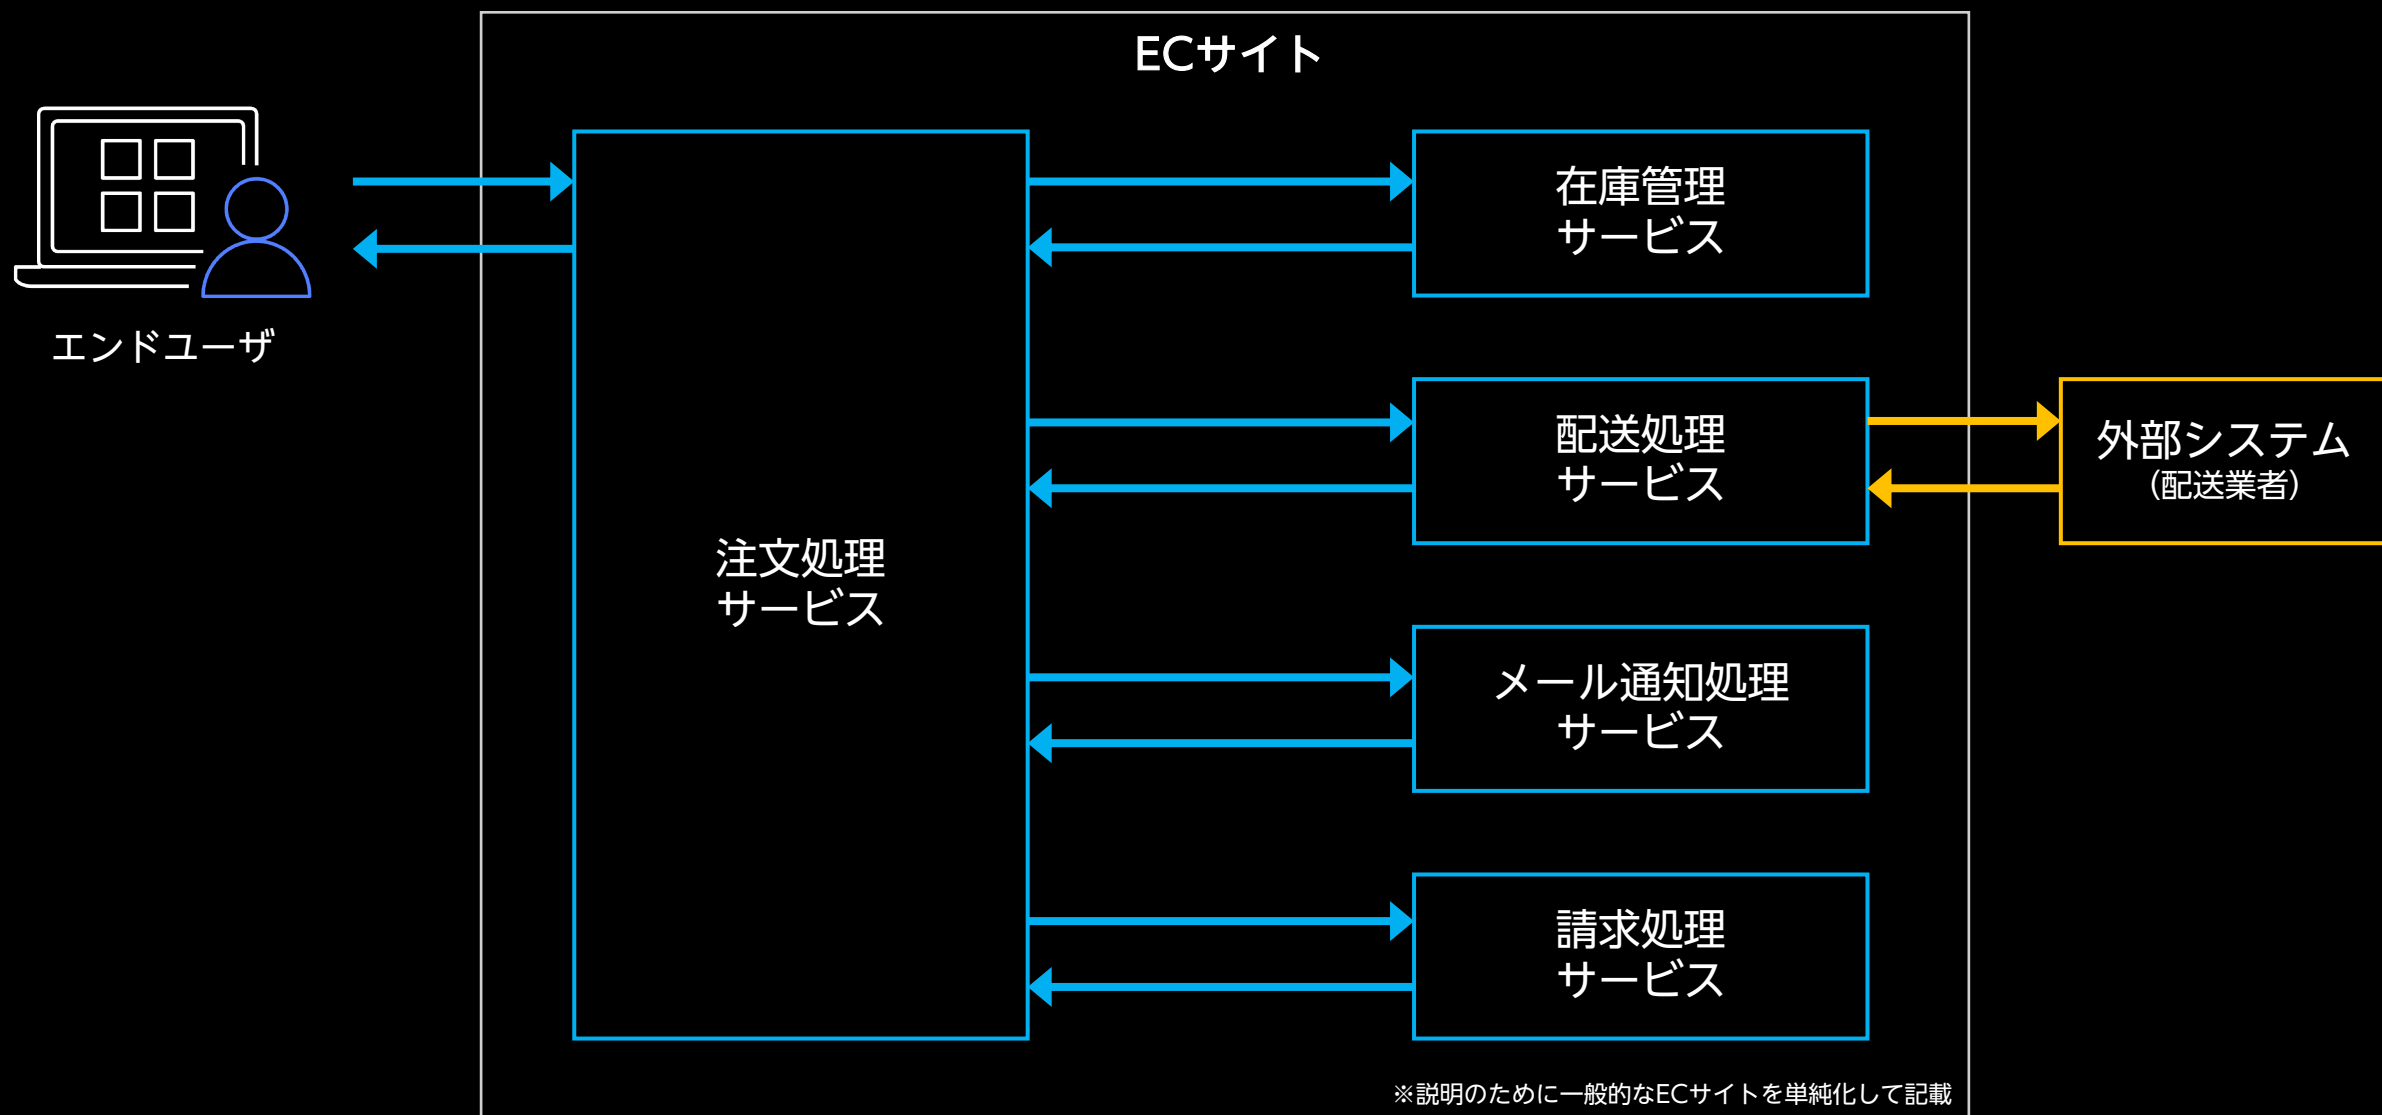 ECサイト
エンドユーザ
注文処理
サービス
在庫管理
サービス
配送処理
サービス
メール通知処理
サービス
請求処理
サービス
外部システム
(配送業者)
※説明のために一般的なECサイトを単純化して記載